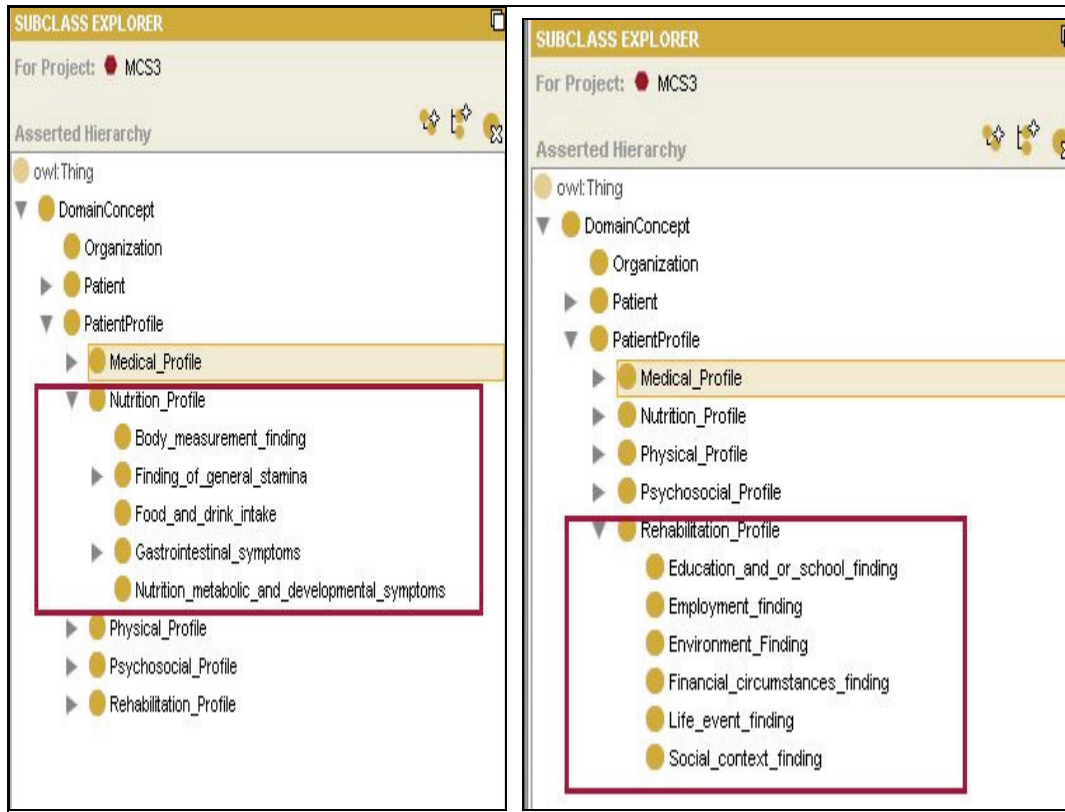 SUBCLASS EXPLORER
For Project: MCS3
Asserted Hierarchy
owl:Thing
DomainConcept
Organization
Patient
PatientProfile
Medical_Profile
Nutrition_Profile
Body_measurement_finding
Finding_of_general_stamina
Food_and_drink_intake
Gastrointestinal_symptoms
Nutrition_metabolic_and_developmental_symptoms
Physical_Profile
Psychosocial_Profile
Rehabilitation_Profile
SUBCLASS EXPLORER
For Project: MCS3
Asserted Hierarchy
owl:Thing
DomainConcept
Organization
Patient
PatientProfile
Medical_Profile
Nutrition_Profile
Physical_Profile
Psychosocial_Profile
Rehabilitation_Profile
Education_and_or_school_finding
Employment_finding
Environment_Finding
Financial_circumstances_finding
Life_event_finding
Social_context_finding